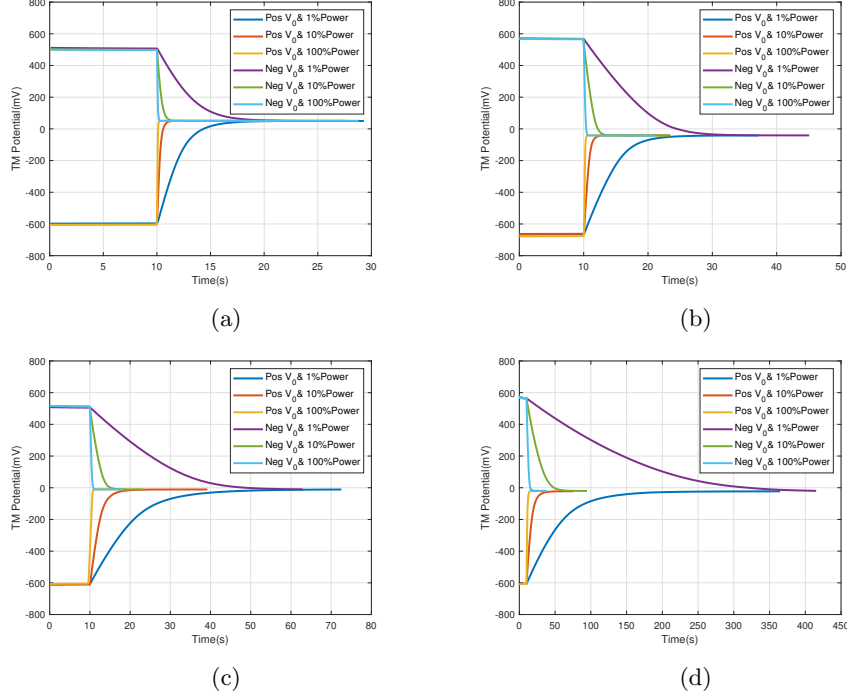 800
600
400
200
0
-200
-400
-600
-800
TM Potential(mV)
0 5 10 15 20 25 30
Time(s)
Pos V0& 1%Power
Pos V0& 10%Power
Pos V0& 100%Power
Neg V0& 1%Power
Neg V0& 10%Power
Neg V0& 100%Power
(a)
800
600
400
200
0
-200
-400
-600
-800
TM Potential(mV)
0 10 20 30 40 50
Time(s)
Pos V0& 1%Power
Pos V0& 10%Power
Pos V0& 100%Power
Neg V0& 1%Power
Neg V0& 10%Power
Neg V0& 100%Power
(b)
800
600
400
200
0
-200
-400
-600
-800
TM Potential(mV)
0 10 20 30 40 50 60 70 80
Time(s)
Pos V0& 1%Power
Pos V0& 10%Power
Pos V0& 100%Power
Neg V0& 1%Power
Neg V0& 10%Power
Neg V0& 100%Power
(c)
800
600
400
200
0
-200
-400
-600
-800
TM Potential(mV)
0 50 100 150 200 250 300 350 400 450
Time(s)
Pos V0& 1%Power
Pos V0& 10%Power
Pos V0& 100%Power
Neg V0& 1%Power
Neg V0& 10%Power
Neg V0& 100%Power
(d)